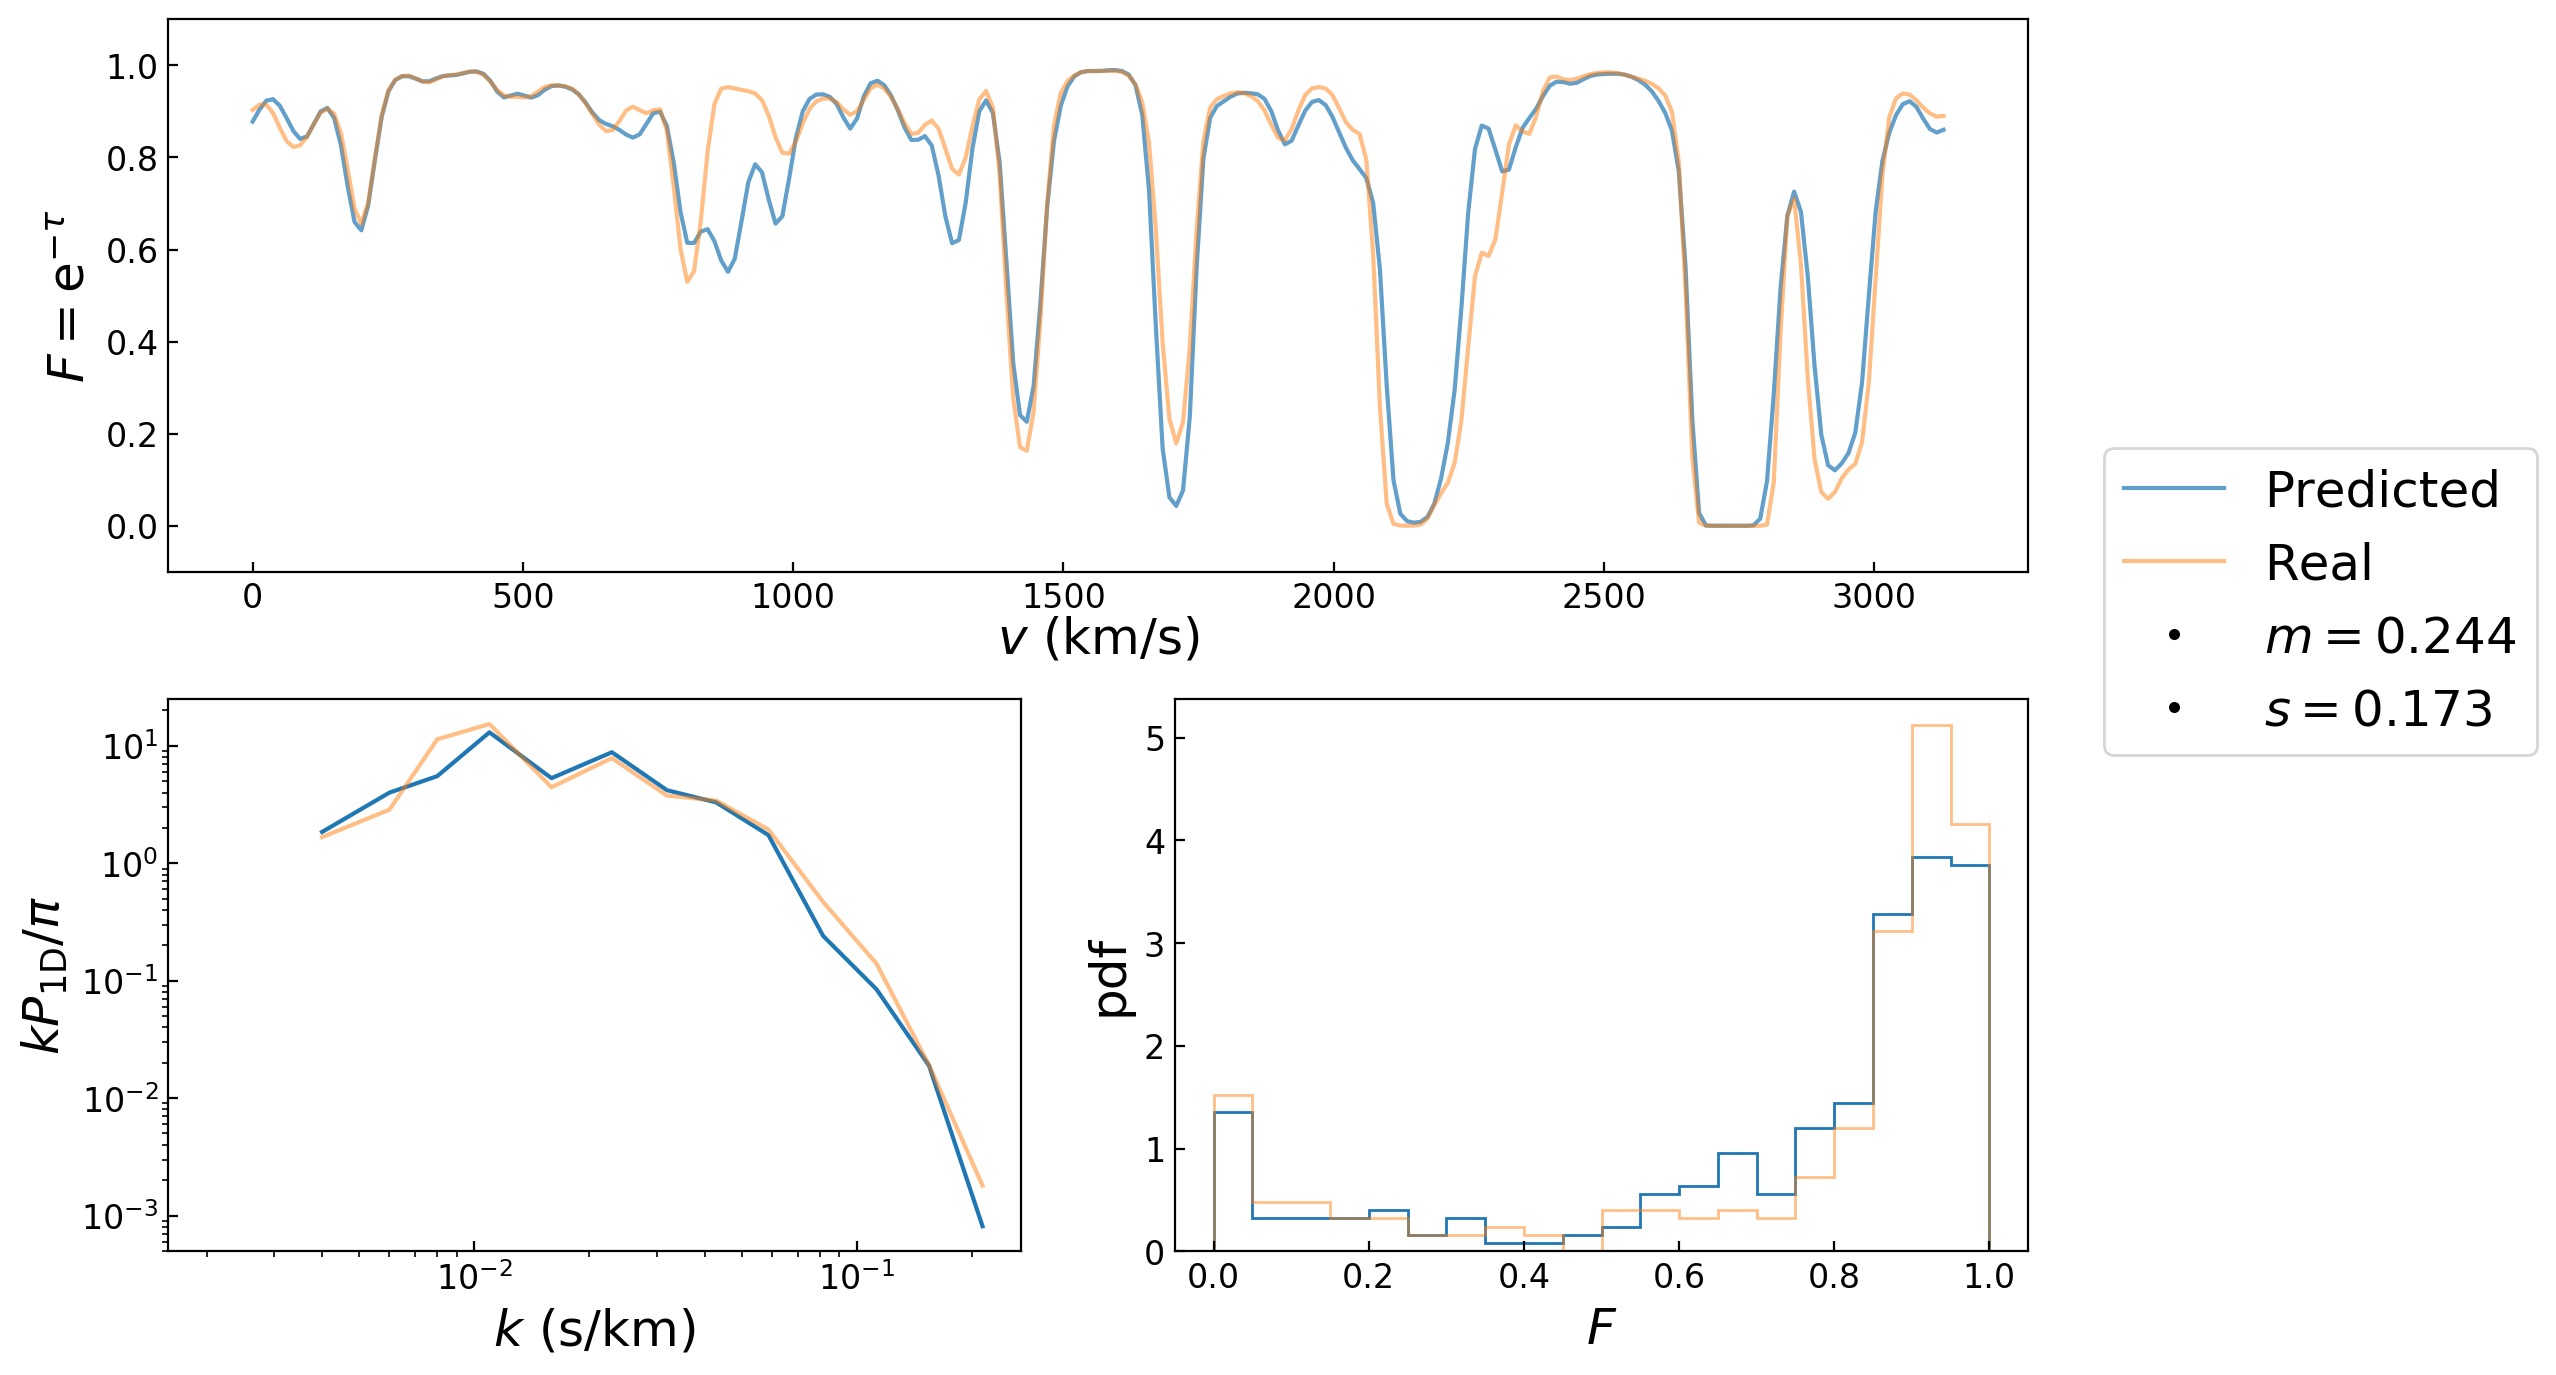 1.0
0.8
0.6
0.4
0.2
0.0
F = e^{−τ}
0 500 1000 1500 2000 2500 3000
v (km/s)
Predicted
Real
m = 0.244
s = 0.173
10^1
10^0
10^{−1}
10^{−2}
10^{−3}
kP_{1D}/π
10^{−2} 10^{−1}
k (s/km)
5
4
3
2
1
0
pdf
0.0 0.2 0.4 0.6 0.8 1.0
F